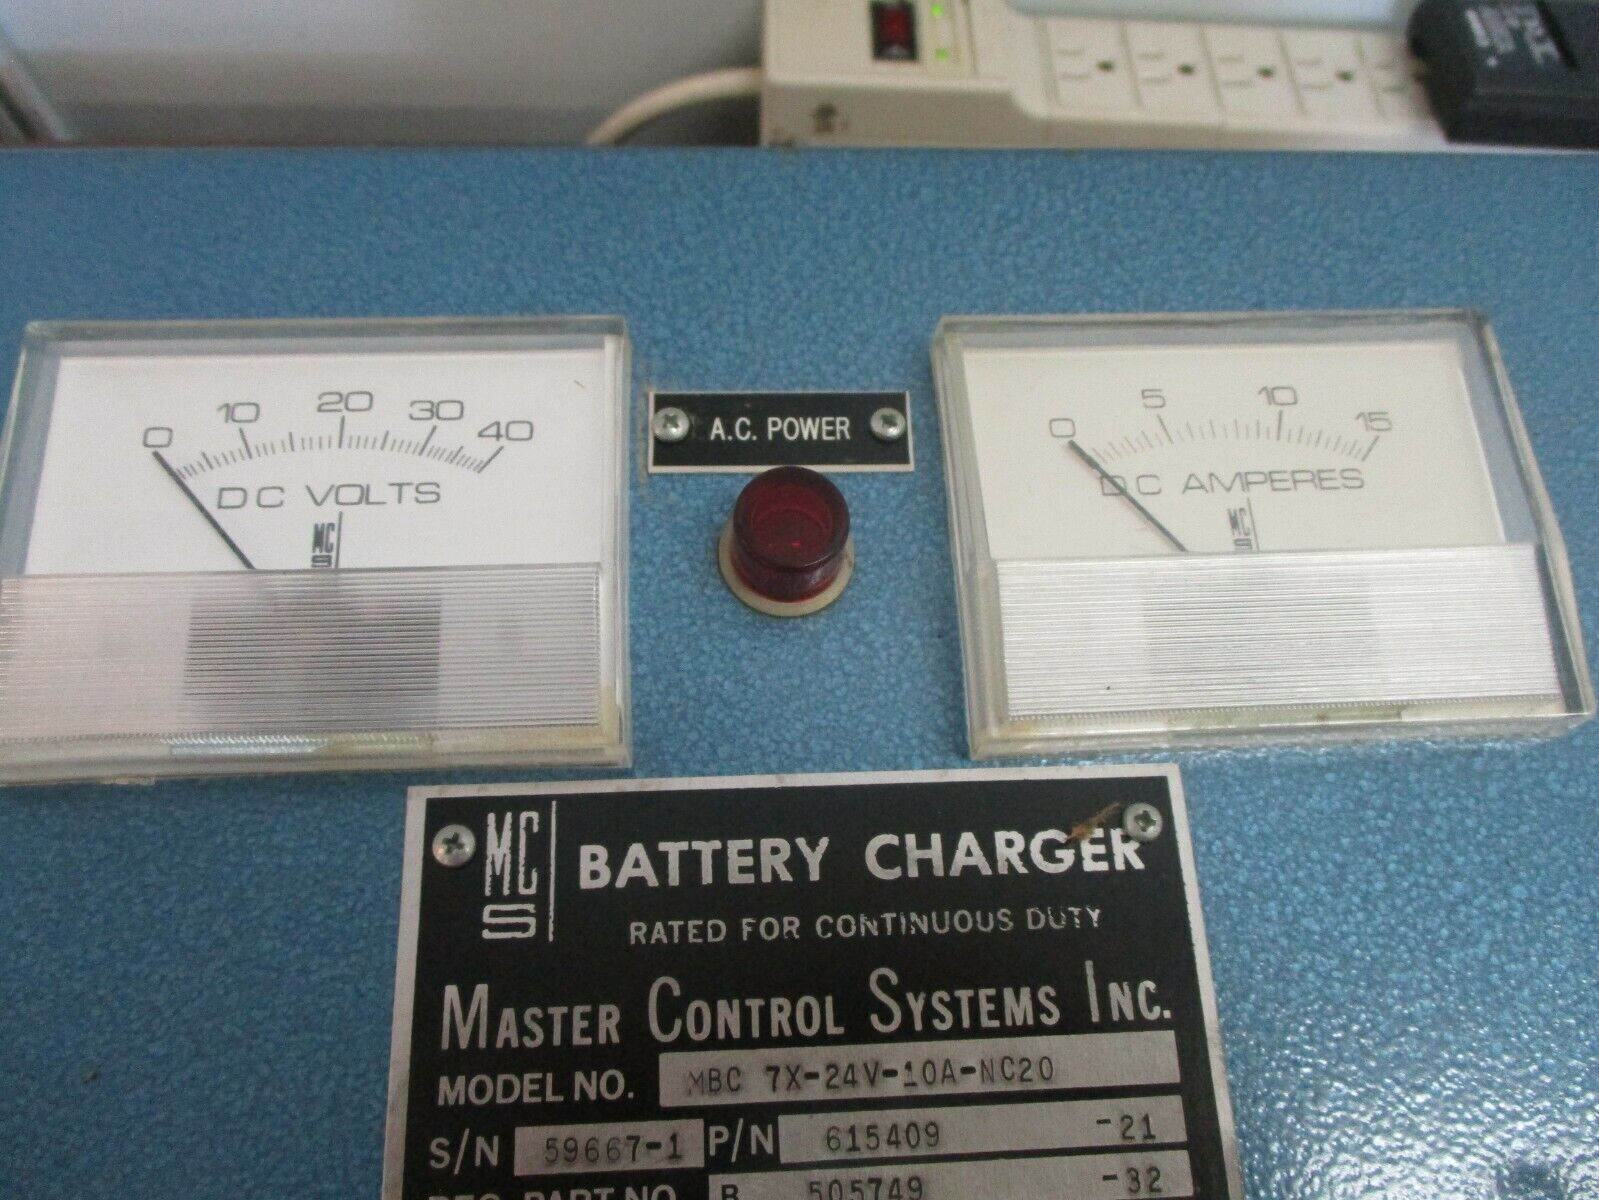 0 10 20 30 40
DC VOLTS
MC
S
A.C. POWER
0 5 10 15
DC AMPERES
MC
S
MC
S
BATTERY CHARGER
RATED FOR CONTINUOUS DUTY
MASTER CONTROL SYSTEMS INC.
MODEL NO. MBC 7X-24V-10A-NC20
S/N 59667-1 P/N 615409 -21
PART NO. B 505749 -32